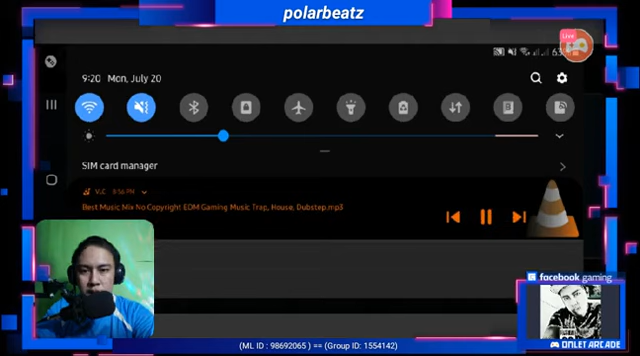 polarbeatz
Live
9:20 Mon, July 20
SIM card manager
VLC 8:56 PM
Best Music Mix No Copyright EDM Gaming Music Trap, House, Dubstep.mp3
facebook gaming
ONLET ARCADE
(ML ID : 98692065 ) == (Group ID: 1554142)